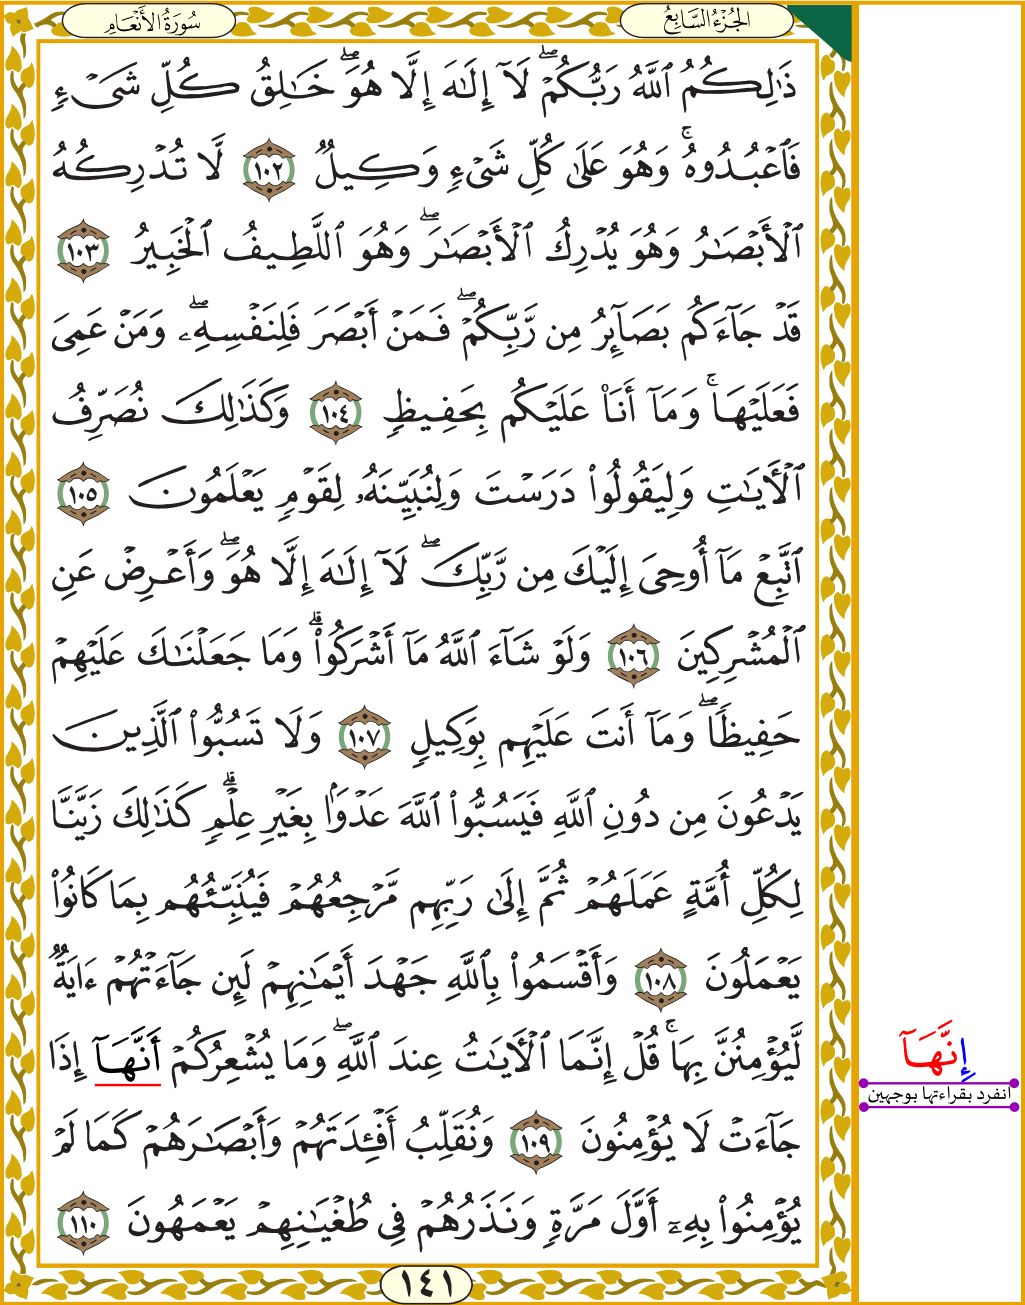 سُورَةُ الأَنْعَامِ
الجُزْءُ السَّابِعُ
ذَٰلِكُمُ ٱللَّهُ رَبُّكُمۡۖ لَآ إِلَٰهَ إِلَّا هُوَۖ خَٰلِقُ كُلِّ شَيۡءٖ
فَٱعۡبُدُوهُۚ وَهُوَ عَلَىٰ كُلِّ شَيۡءٖ وَكِيلٞ ١٠٢ لَّا تُدۡرِكُهُ
ٱلۡأَبۡصَٰرُ وَهُوَ يُدۡرِكُ ٱلۡأَبۡصَٰرَۖ وَهُوَ ٱللَّطِيفُ ٱلۡخَبِيرُ ١٠٣
قَدۡ جَآءَكُم بَصَآئِرُ مِن رَّبِّكُمۡۖ فَمَنۡ أَبۡصَرَ فَلِنَفۡسِهِۦۖ وَمَنۡ عَمِيَ
فَعَلَيۡهَاۚ وَمَآ أَنَا۠ عَلَيۡكُم بِحَفِيظٖ ١٠٤ وَكَذَٰلِكَ نُصَرِّفُ
ٱلۡأٓيَٰتِ وَلِيَقُولُواْ دَرَسۡتَ وَلِنُبَيِّنَهُۥ لِقَوۡمٖ يَعۡلَمُونَ ١٠٥
ٱتَّبِعۡ مَآ أُوحِيَ إِلَيۡكَ مِن رَّبِّكَۖ لَآ إِلَٰهَ إِلَّا هُوَۖ وَأَعۡرِضۡ عَنِ
ٱلۡمُشۡرِكِينَ ١٠٦ وَلَوۡ شَآءَ ٱللَّهُ مَآ أَشۡرَكُواْۗ وَمَا جَعَلۡنَٰكَ عَلَيۡهِمۡ
حَفِيظٗاۖ وَمَآ أَنتَ عَلَيۡهِم بِوَكِيلٖ ١٠٧ وَلَا تَسُبُّواْ ٱلَّذِينَ
يَدۡعُونَ مِن دُونِ ٱللَّهِ فَيَسُبُّواْ ٱللَّهَ عَدۡوَۢا بِغَيۡرِ عِلۡمٖۗ كَذَٰلِكَ زَيَّنَّا
لِكُلِّ أُمَّةٍ عَمَلَهُمۡ ثُمَّ إِلَىٰ رَبِّهِم مَّرۡجِعُهُمۡ فَيُنَبِّئُهُم بِمَا كَانُواْ
يَعۡمَلُونَ ١٠٨ وَأَقۡسَمُواْ بِٱللَّهِ جَهۡدَ أَيۡمَٰنِهِمۡ لَئِن جَآءَتۡهُمۡ ءَايَةٞ
لَّيُؤۡمِنُنَّ بِهَاۚ قُلۡ إِنَّمَا ٱلۡأٓيَٰتُ عِندَ ٱللَّهِۖ وَمَا يُشۡعِرُكُمۡ أَنَّهَآ إِذَا
جَآءَتۡ لَا يُؤۡمِنُونَ ١٠٩ وَنُقَلِّبُ أَفۡـِٔدَتَهُمۡ وَأَبۡصَٰرَهُمۡ كَمَا لَمۡ
يُؤۡمِنُواْ بِهِۦٓ أَوَّلَ مَرَّةٖ وَنَذَرُهُمۡ فِي طُغۡيَٰنِهِمۡ يَعۡمَهُونَ ١١٠
إِنَّهَآ
انفرد بقراءتها بوجهين
١٤١